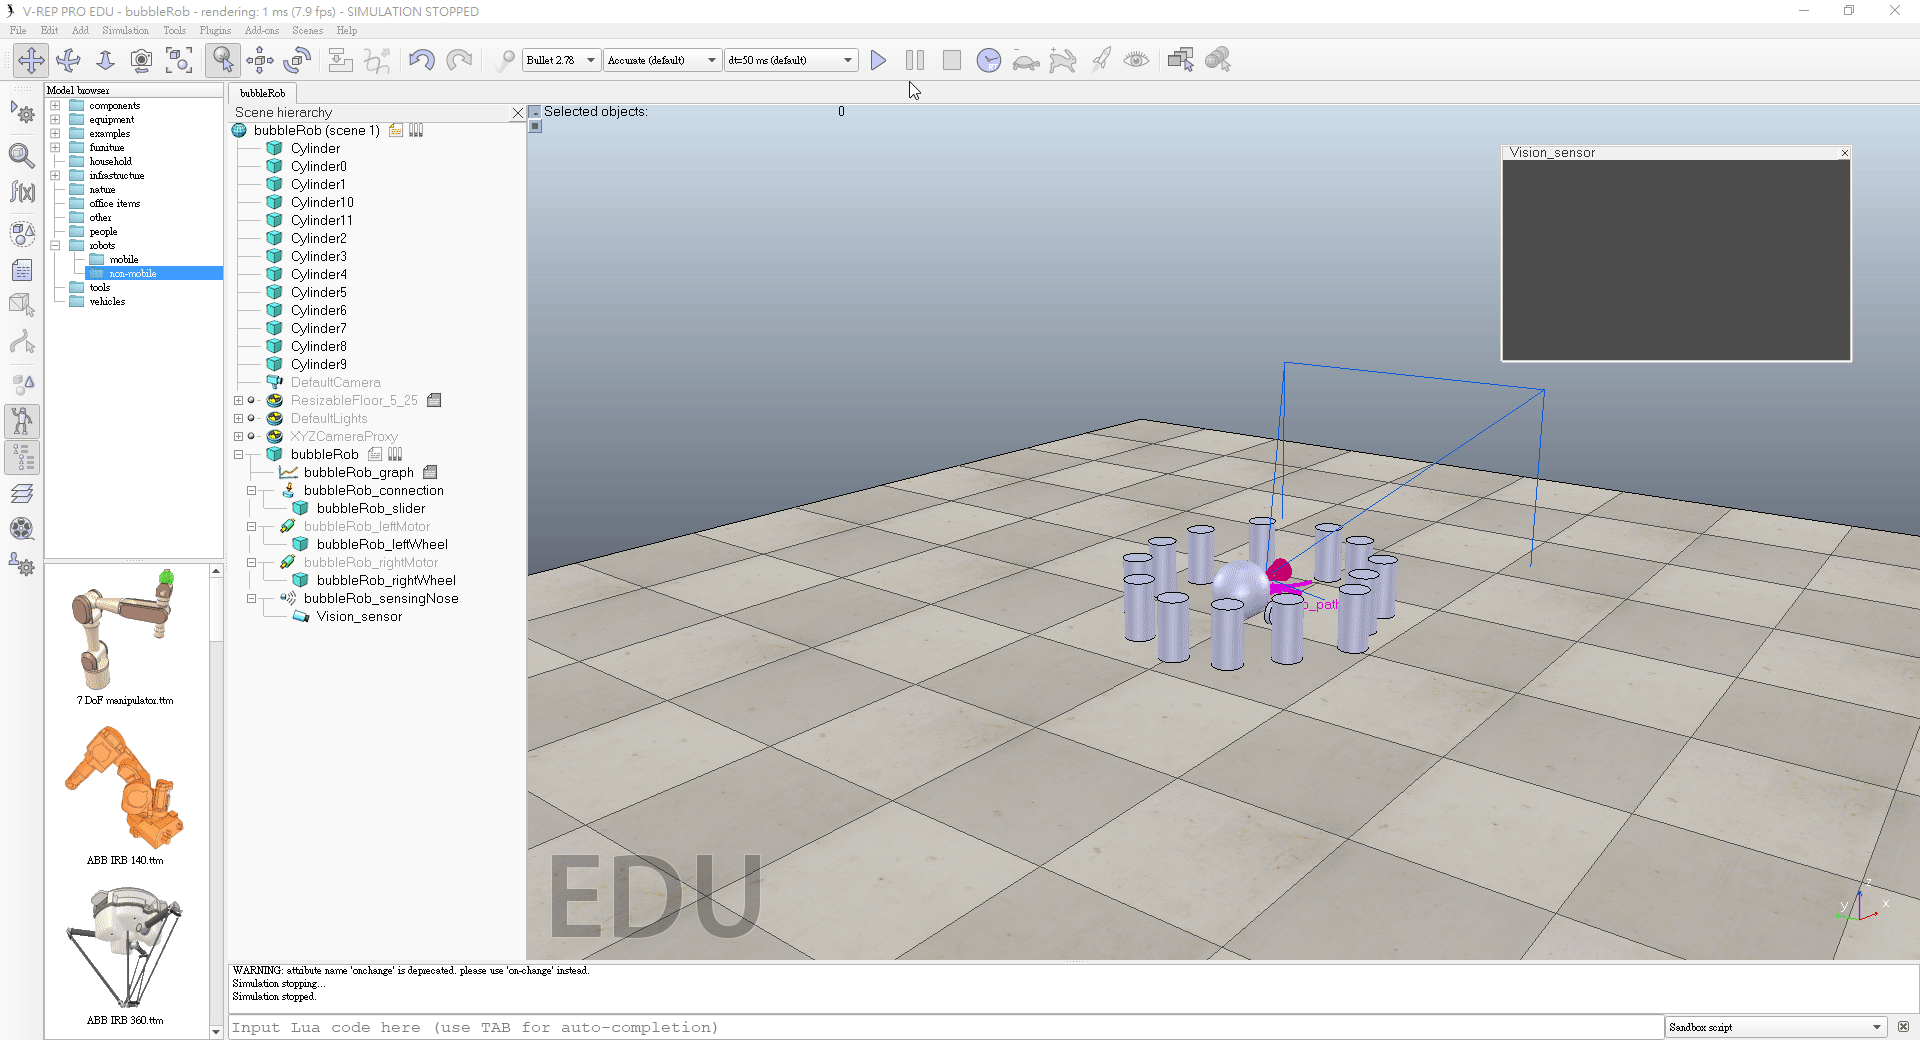 V-REP PRO EDU - bubbleRob - rendering: 1 ms (7.9 fps) - SIMULATION STOPPED
File Edit Add Simulation Tools Plugins Add-ons Scenes Help
Bullet 2.78 Accurate (default) dt=50 ms (default)
Model browser
components
equipment
examples
furniture
household
infrastructure
nature
office items
other
people
robots
mobile
non-mobile
tools
vehicles
7 DoF manipulator.ttm
ABB IRB 140.ttm
ABB IRB 360.ttm
bubbleRob
Scene hierarchy
bubbleRob (scene 1)
Cylinder
Cylinder0
Cylinder1
Cylinder10
Cylinder11
Cylinder2
Cylinder3
Cylinder4
Cylinder5
Cylinder6
Cylinder7
Cylinder8
Cylinder9
DefaultCamera
ResizableFloor_5_25
DefaultLights
XYZCameraProxy
bubbleRob
bubbleRob_graph
bubbleRob_connection
bubbleRob_slider
bubbleRob_leftMotor
bubbleRob_leftWheel
bubbleRob_rightMotor
bubbleRob_rightWheel
bubbleRob_sensingNose
Vision_sensor
Selected objects: 0
Vision_sensor
b_path
EDU
z
y x
WARNING: attribute name 'onchange' is deprecated. please use 'on-change' instead.
Simulation stopping...
Simulation stopped.
Input Lua code here (use TAB for auto-completion)
Sandbox script